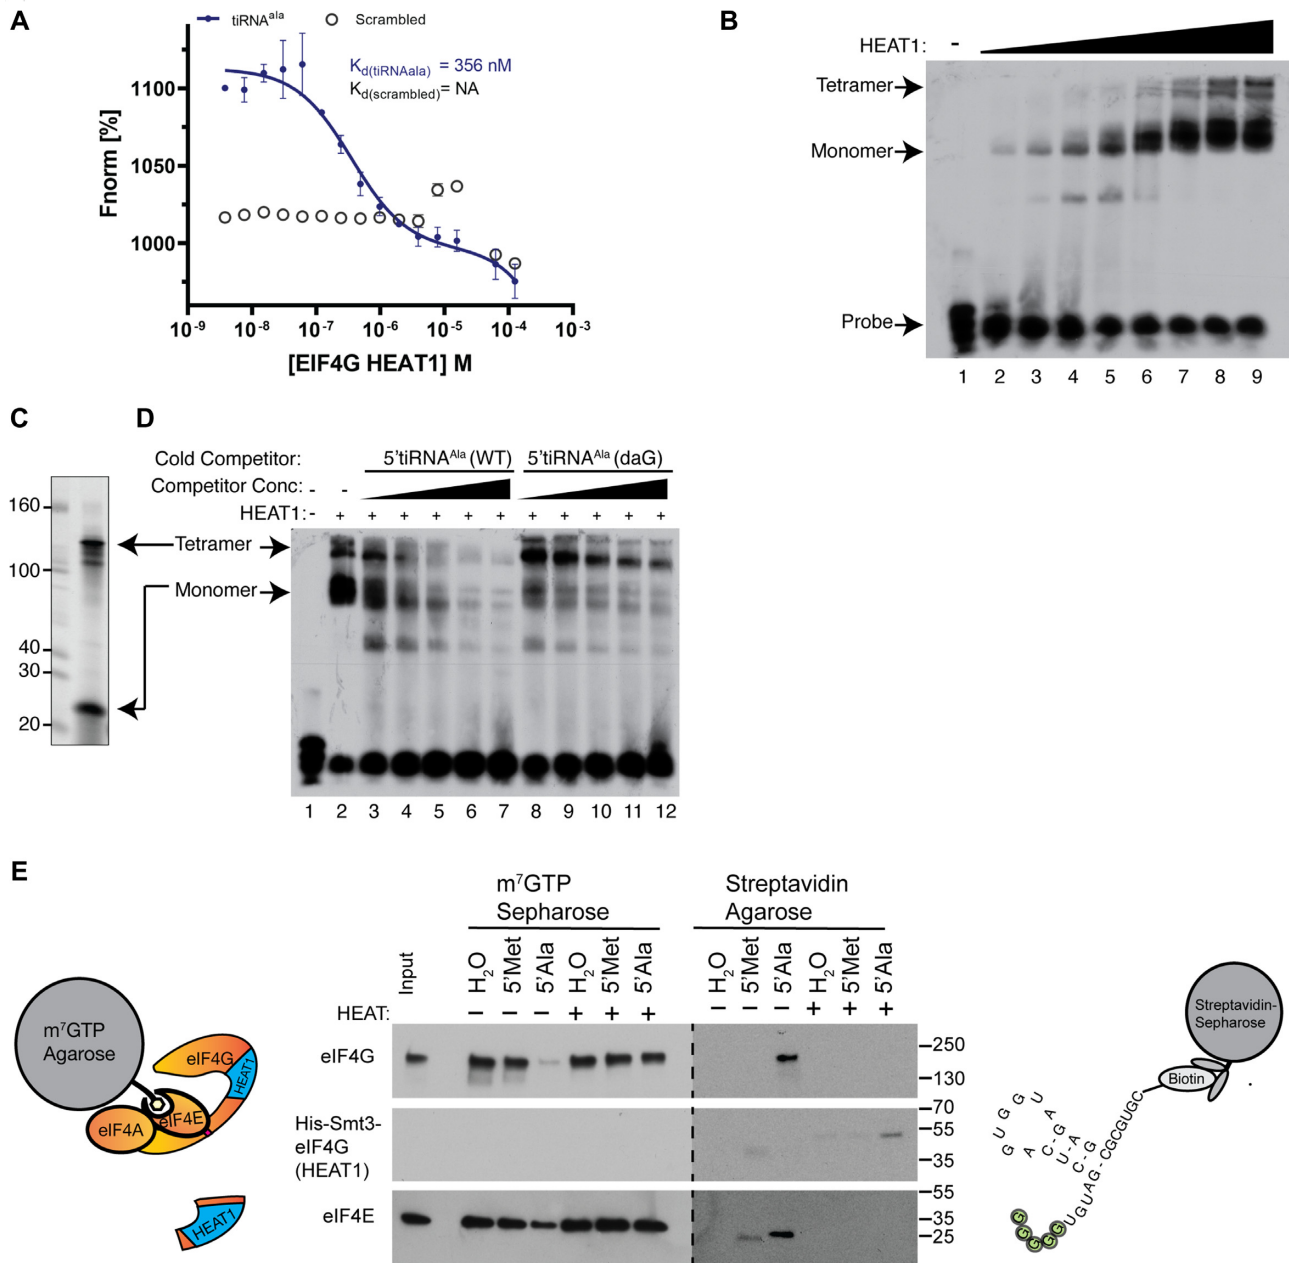 A
tiRNAᵃˡᵃ
Scrambled
Kd(tiRNAala) = 356 nM
Kd(scrambled)= NA
Fnorm [%]
1100
1050
1000
10⁻⁹
10⁻⁸
10⁻⁷
10⁻⁶
10⁻⁵
10⁻⁴
10⁻³
[EIF4G HEAT1] M
B
HEAT1: -
Tetramer
Monomer
Probe
1 2 3 4 5 6 7 8 9
C
160
100
40
30
20
Tetramer
Monomer
D
Cold Competitor:
5'tiRNAᴬˡᵃ (WT)
5'tiRNAᴬˡᵃ (daG)
Competitor Conc: - -
HEAT1: - + + + + + + + + + + +
1 2 3 4 5 6 7 8 9 10 11 12
E
m⁷GTP
Sepharose
Streptavidin
Agarose
Input
H₂O
5'Met
5'Ala
H₂O
5'Met
5'Ala
H₂O
5'Met
5'Ala
H₂O
5'Met
5'Ala
HEAT: − − − + + + − − − + + +
eIF4G
250
130
His-Smt3-
eIF4G
(HEAT1)
70
55
35
eIF4E
55
35
25
m⁷GTP
Agarose
eIF4G
HEAT1
eIF4E
eIF4A
HEAT1
Streptavidin-
Sepharose
Biotin
G
G
G
G
G
UGUAG-CGCGUGC
C-G
U-A
C-G
A
A
G
U
G
G
U
U
A